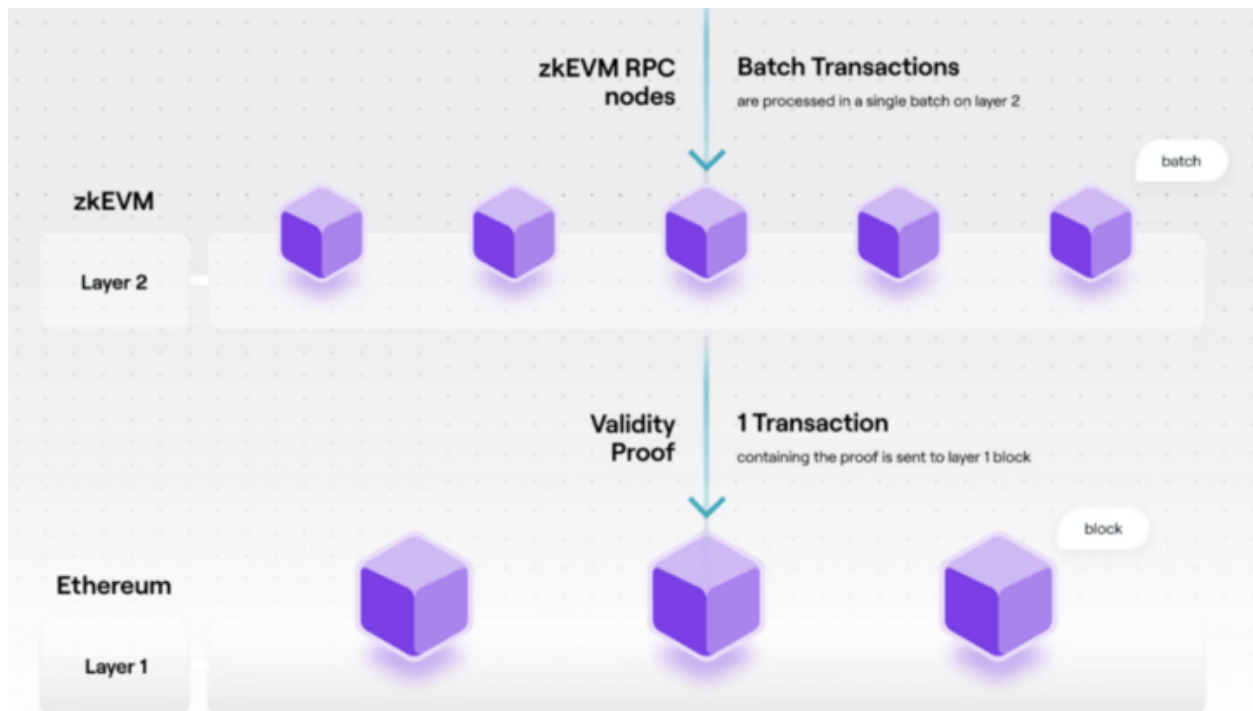 zkEVM RPC
nodes
Batch Transactions
are processed in a single batch on layer 2
batch
zkEVM
Layer 2
Validity
Proof
1 Transaction
containing the proof is sent to layer 1 block
block
Ethereum
Layer 1